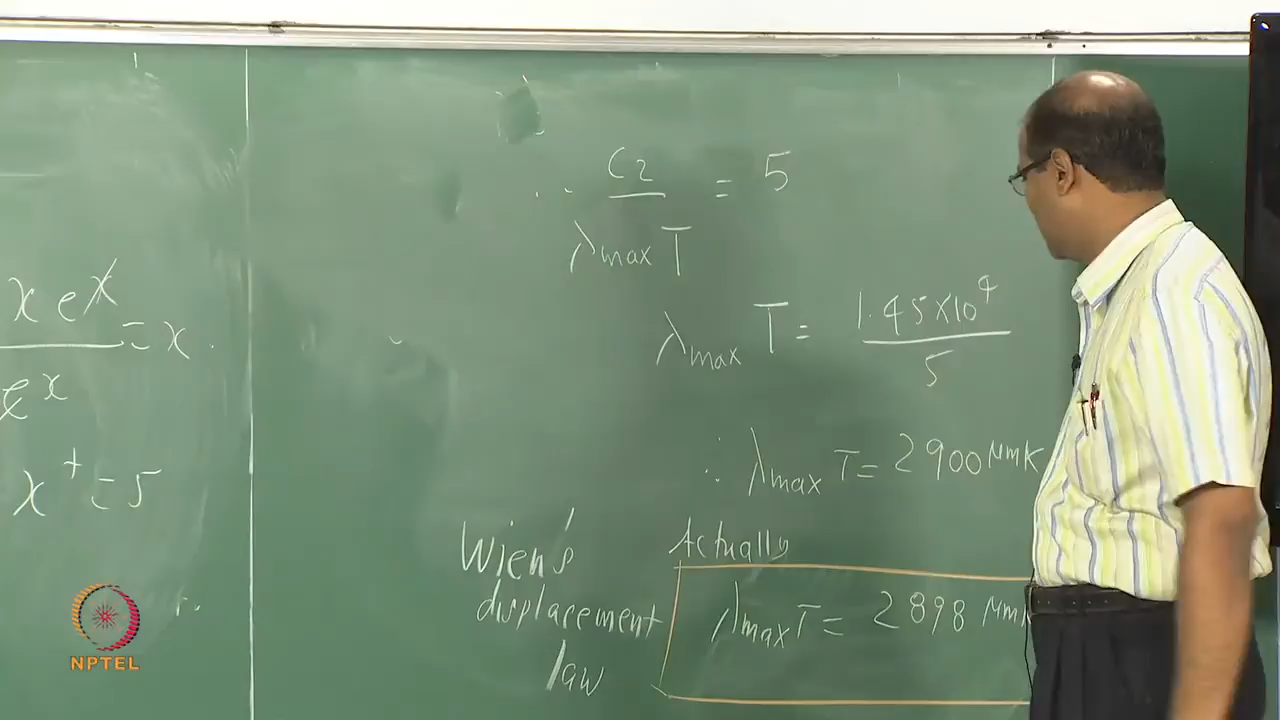 x e^x
= x.
e^x
x^+ = 5
∴ C2 / λmax T = 5
λmax T = 1.45×10^4 / 5
∴ λmax T = 2900 μmK
Wien's
displacement
law
Actually
λmax T = 2898 μmK
NPTEL